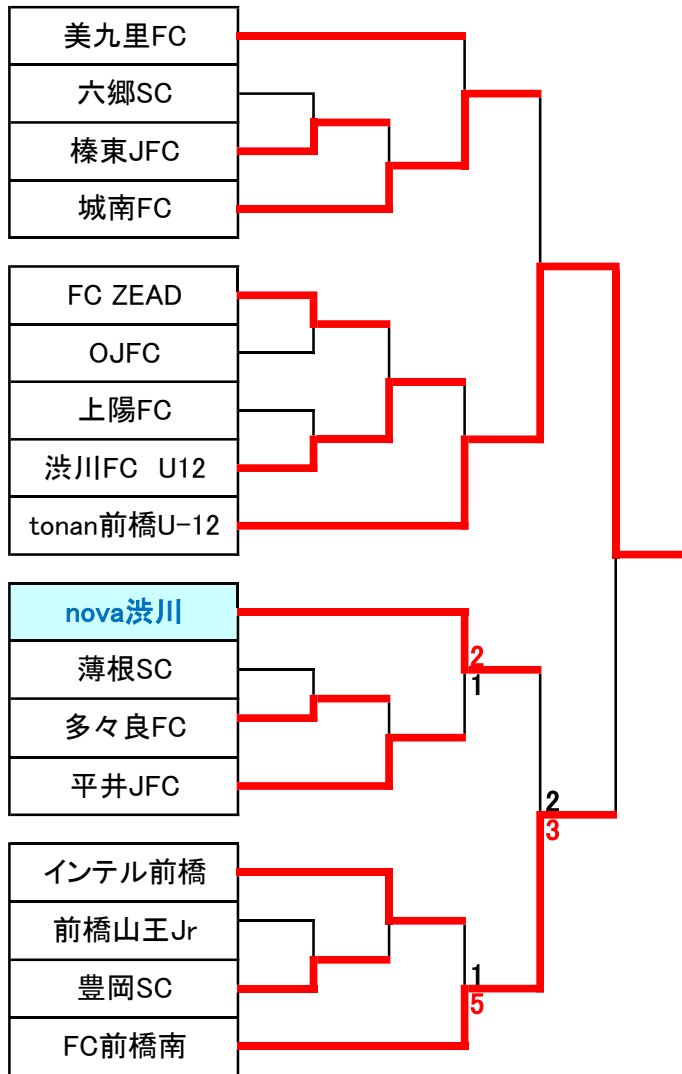 美九里FC
六郷SC
榛東JFC
城南FC
FC ZEAD
OJFC
上陽FC
渋川FC U12
tonan前橋U-12
nova渋川
2
薄根SC
1
多々良FC
平井JFC
2
3
インテル前橋
前橋山王Jr
1
豊岡SC
5
FC前橋南